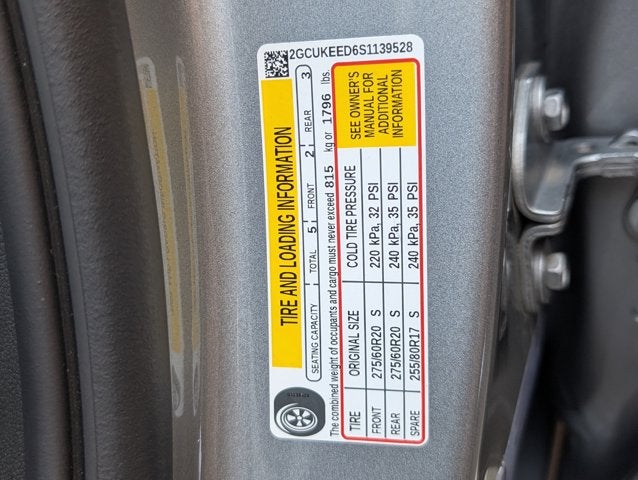 2GCUKEED6S1139528
TIRE AND LOADING INFORMATION
SEATING CAPACITY TOTAL 5 FRONT 2 REAR 3
The combined weight of occupants and cargo must never exceed 815 kg or 1796 lbs.
TIRE ORIGINAL SIZE COLD TIRE PRESSURE
FRONT 275/60R20 S 220 kPa, 32 PSI
REAR 275/60R20 S 240 kPa, 35 PSI
SPARE 255/80R17 S 240 kPa, 35 PSI
SEE OWNER'S
MANUAL FOR
ADDITIONAL
INFORMATION